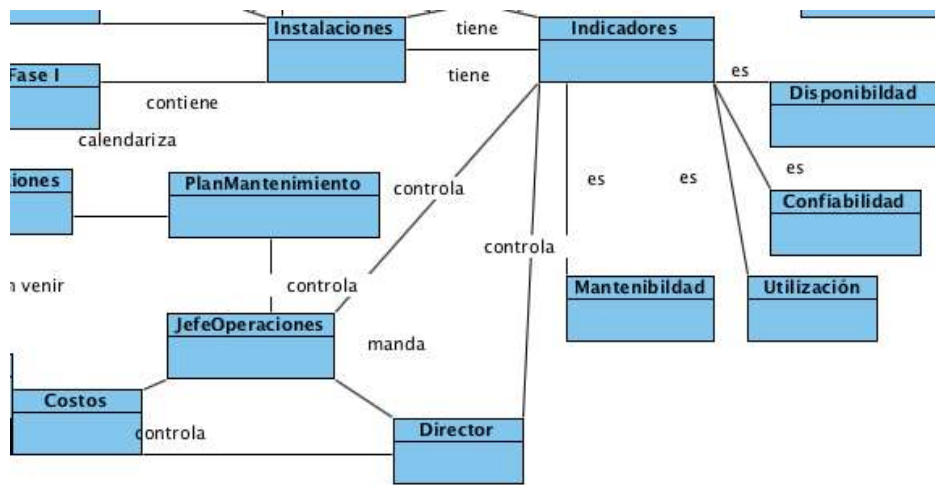 Instalaciones
tiene
Indicadores
Fase I
tiene
es
Disponibildad
contiene
calendariza
iones
PlanMantenimiento
controla
es
es
es
Confiabilidad
controla
n venir
controla
Mantenibildad
Utilización
JefeOperaciones
manda
Costos
controla
Director